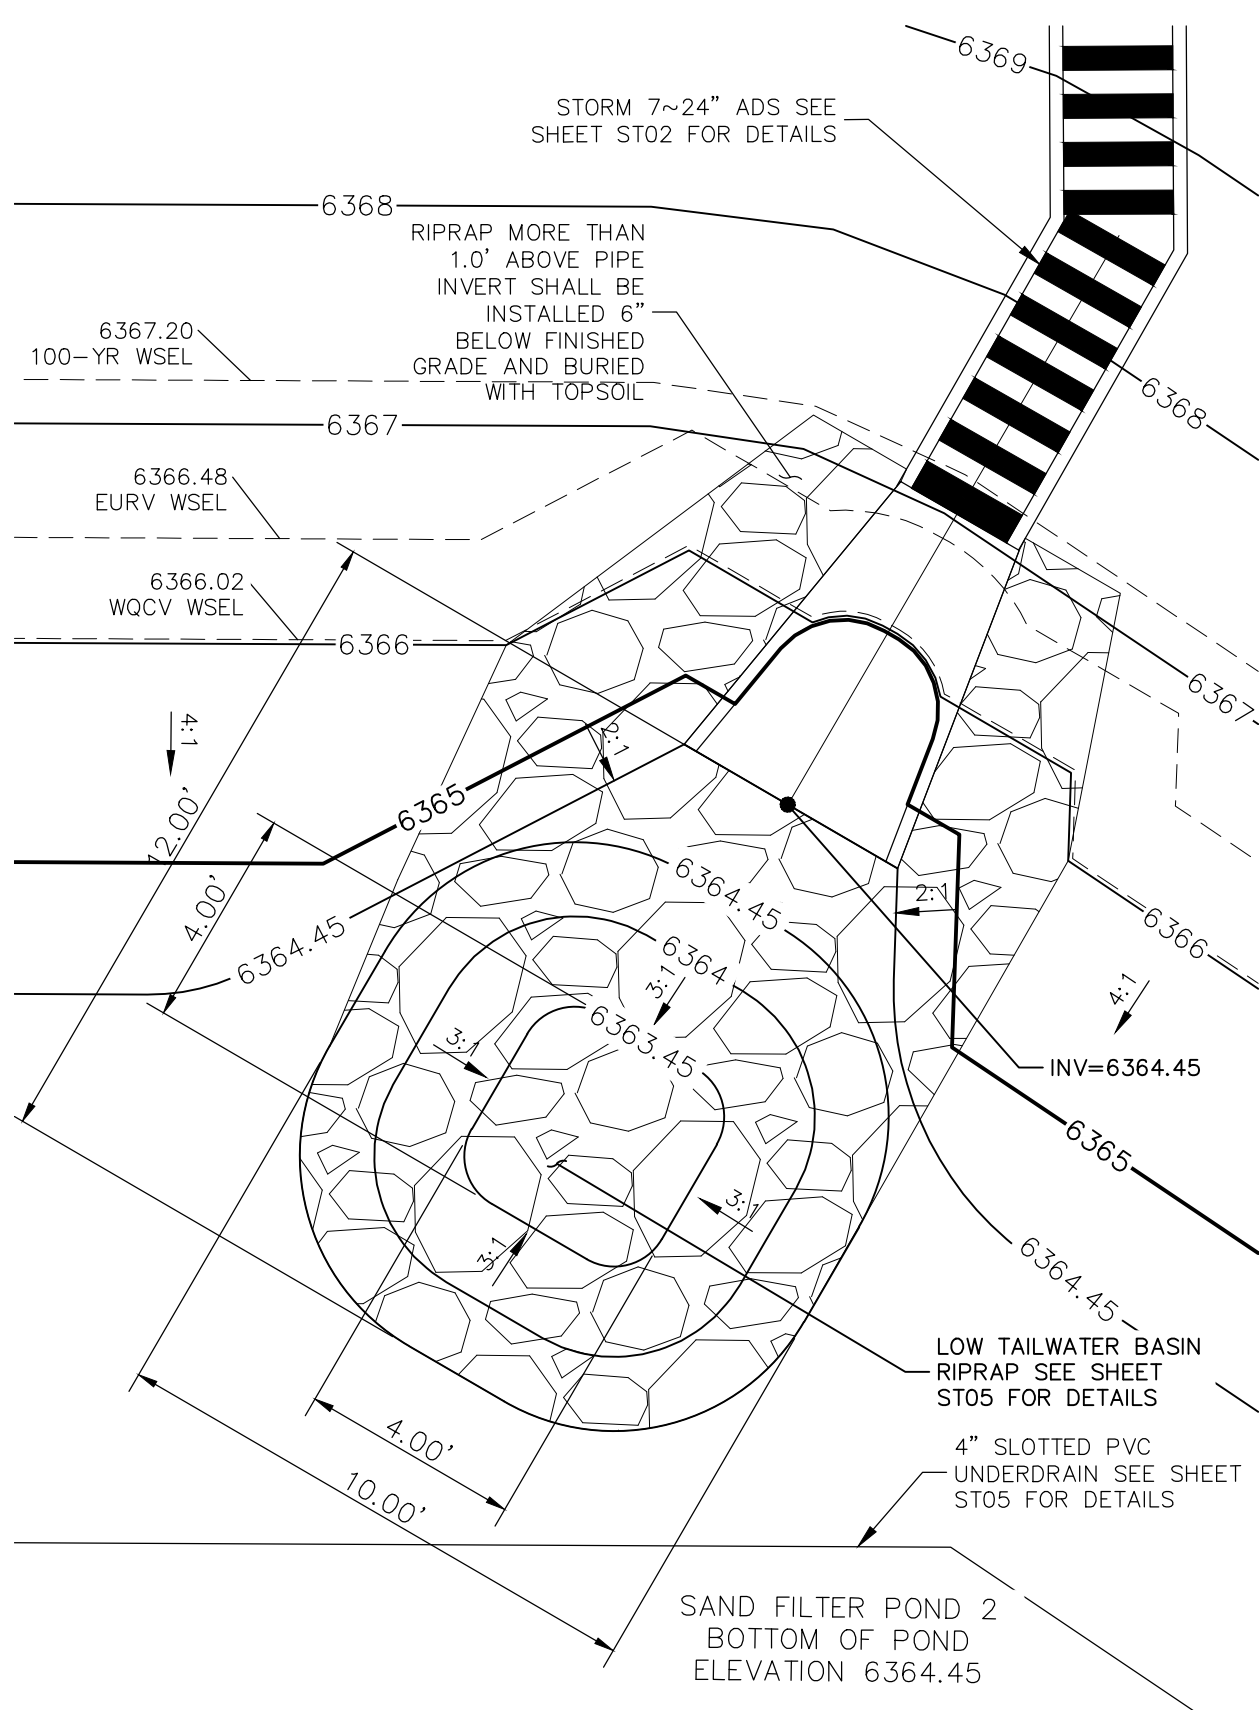 6369
STORM 7~24" ADS SEE
SHEET ST02 FOR DETAILS
6368
RIPRAP MORE THAN
1.0' ABOVE PIPE
INVERT SHALL BE
INSTALLED 6"
BELOW FINISHED
GRADE AND BURIED
WITH TOPSOIL
6367.20
100-YR WSEL
6368
6367
6366.48
EURV WSEL
6366.02
WQCV WSEL
6366
6367
4:1
2:1
6365
12.00'
4.00'
6364.45
6364.45
2:1
6366
6364
3:1
4:1
6363.45
3:1
INV=6364.45
6365
3:1
3:1
6364.45
LOW TAILWATER BASIN
RIPRAP SEE SHEET
ST05 FOR DETAILS
4.00'
10.00'
4" SLOTTED PVC
UNDERDRAIN SEE SHEET
ST05 FOR DETAILS
SAND FILTER POND 2
BOTTOM OF POND
ELEVATION 6364.45